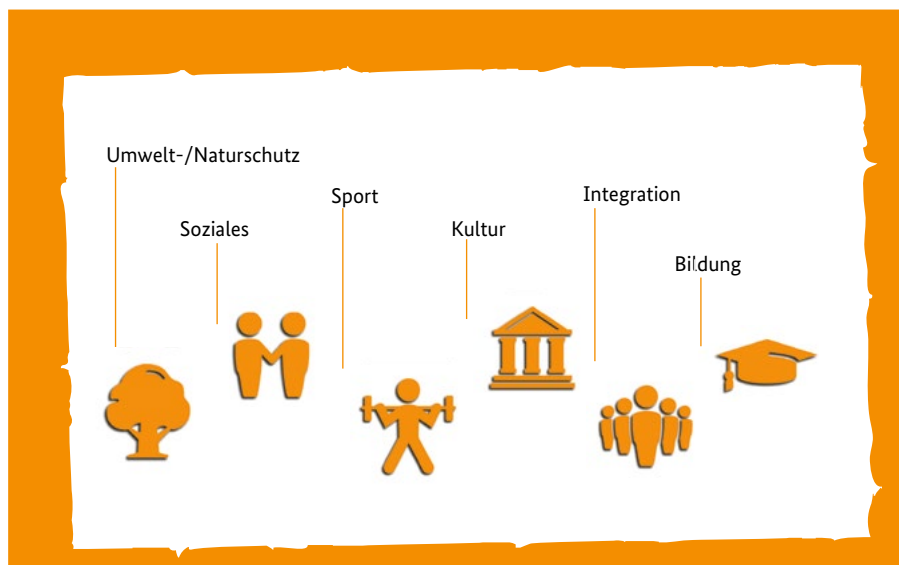 Umwelt-/Naturschutz
Soziales
Sport
Kultur
Integration
Bildung